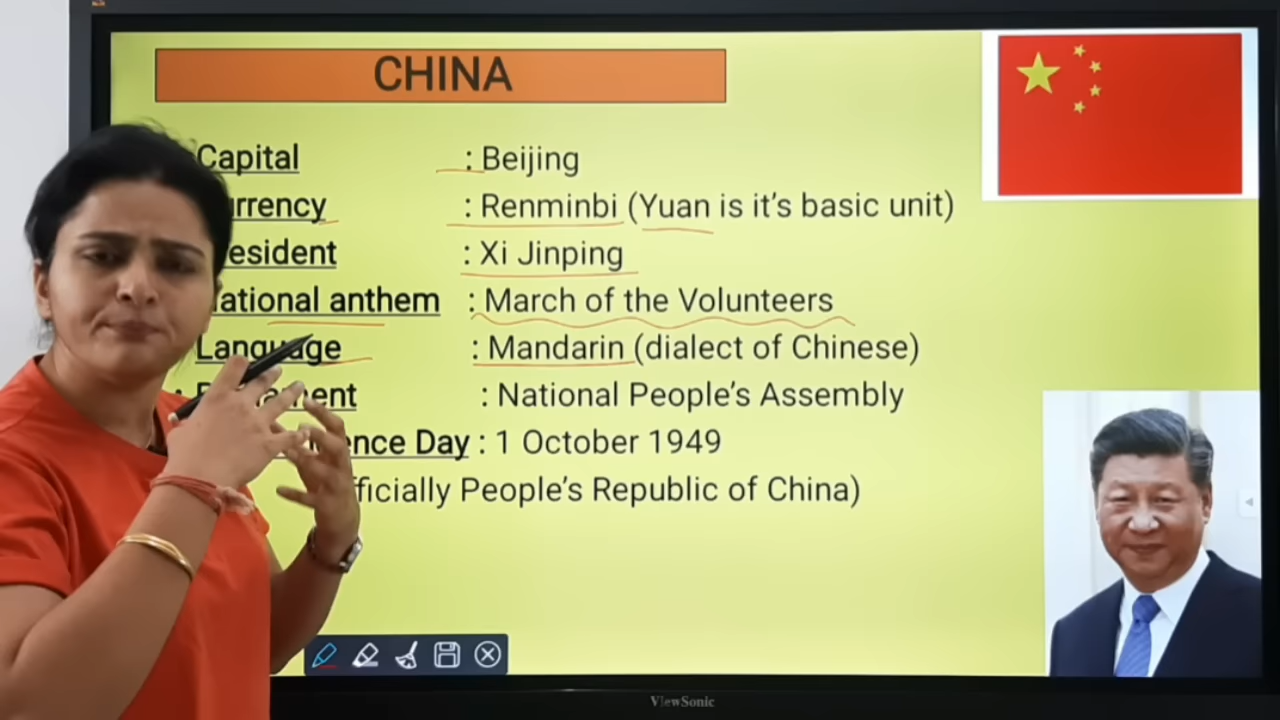 CHINA
Capital : Beijing
urrency : Renminbi (Yuan is it's basic unit)
esident : Xi Jinping
ational anthem : March of the Volunteers
Language : Mandarin (dialect of Chinese)
: National People's Assembly
ence Day : 1 October 1949
fficially People's Republic of China)
ViewSonic